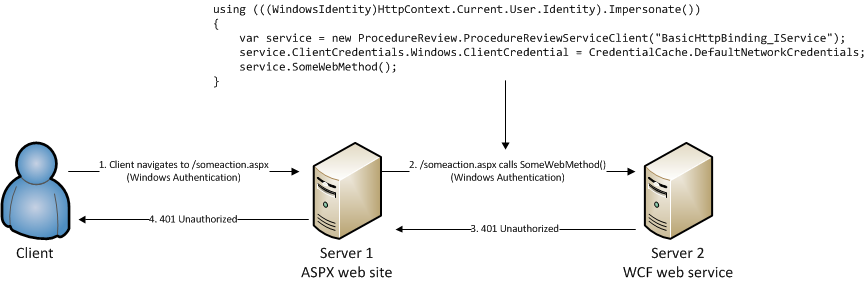 using (((WindowsIdentity)HttpContext.Current.User.Identity).Impersonate())
{
    var service = new ProcedureReview.ProcedureReviewServiceClient("BasicHttpBinding_IService");
    service.ClientCredentials.Windows.ClientCredential = CredentialCache.DefaultNetworkCredentials;
    service.SomeWebMethod();
}
1. Client navigates to /someaction.aspx
(Windows Authentication)
2. /someaction.aspx calls SomeWebMethod()
(Windows Authentication)
4. 401 Unauthorized
3. 401 Unauthorized
Client
Server 1
ASPX web site
Server 2
WCF web service